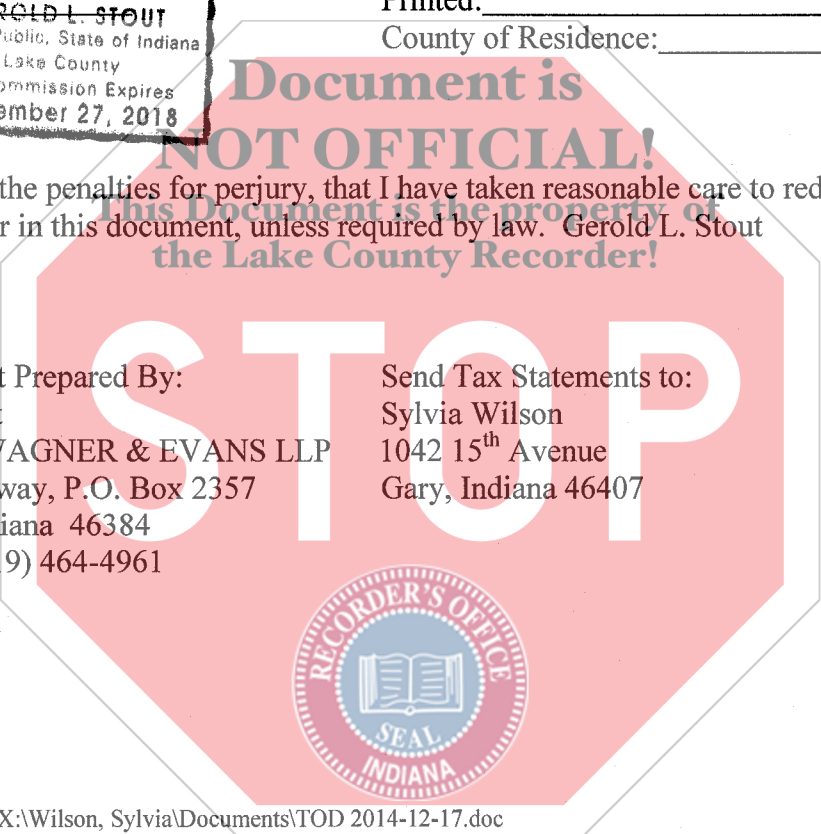 ROLD L. STOUT
Public, State of Indiana
Lake County
ommission Expires
ember 27, 2018
Printed:
County of Residence:
Document is
NOT OFFICIAL!
the penalties for perjury, that I have taken reasonable care to red
This Document is the property of
r in this document, unless required by law. Gerold L. Stout
the Lake County Recorder!
STOP
t Prepared By:
t
VAGNER & EVANS LLP
way, P.O. Box 2357
iana 46384
9) 464-4961
Send Tax Statements to:
Sylvia Wilson
1042 15th Avenue
Gary, Indiana 46407
RECORDER'S OFFICE
SEAL
INDIANA
X:\Wilson, Sylvia\Documents\TOD 2014-12-17.doc